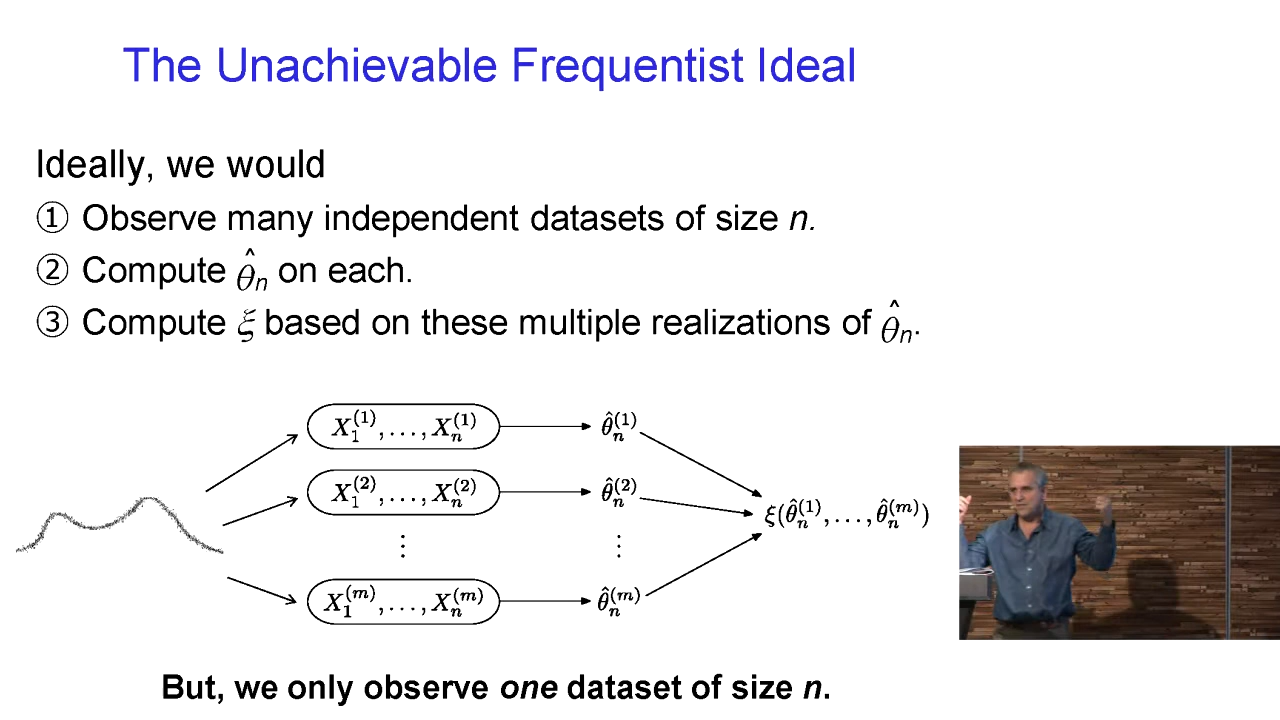 The Unachievable Frequentist Ideal
Ideally, we would
① Observe many independent datasets of size n.
② Compute θ̂ₙ on each.
③ Compute ξ based on these multiple realizations of θ̂ₙ.
X₁⁽¹⁾, . . . , Xₙ⁽¹⁾ θ̂ₙ⁽¹⁾
X₁⁽²⁾, . . . , Xₙ⁽²⁾ θ̂ₙ⁽²⁾
ξ(θ̂ₙ⁽¹⁾, . . . , θ̂ₙ⁽ᵐ⁾)
⋮ ⋮
X₁⁽ᵐ⁾, . . . , Xₙ⁽ᵐ⁾ θ̂ₙ⁽ᵐ⁾
But, we only observe one dataset of size n.